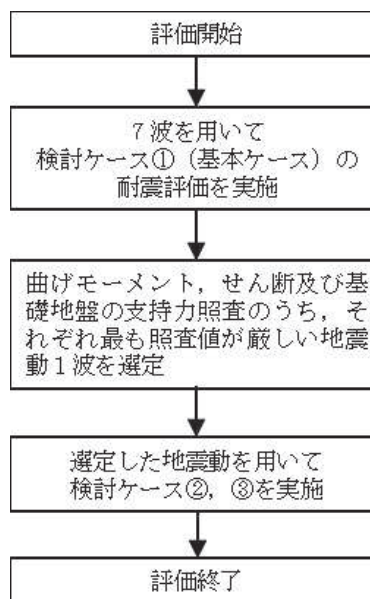 評価開始
７波を用いて
検討ケース①（基本ケース）の
耐震評価を実施
曲げモーメント，せん断及び基
礎地盤の支持力照査のうち，そ
れぞれ最も照査値が厳しい地震
動１波を選定
選定した地震動を用いて
検討ケース②，③を実施
評価終了